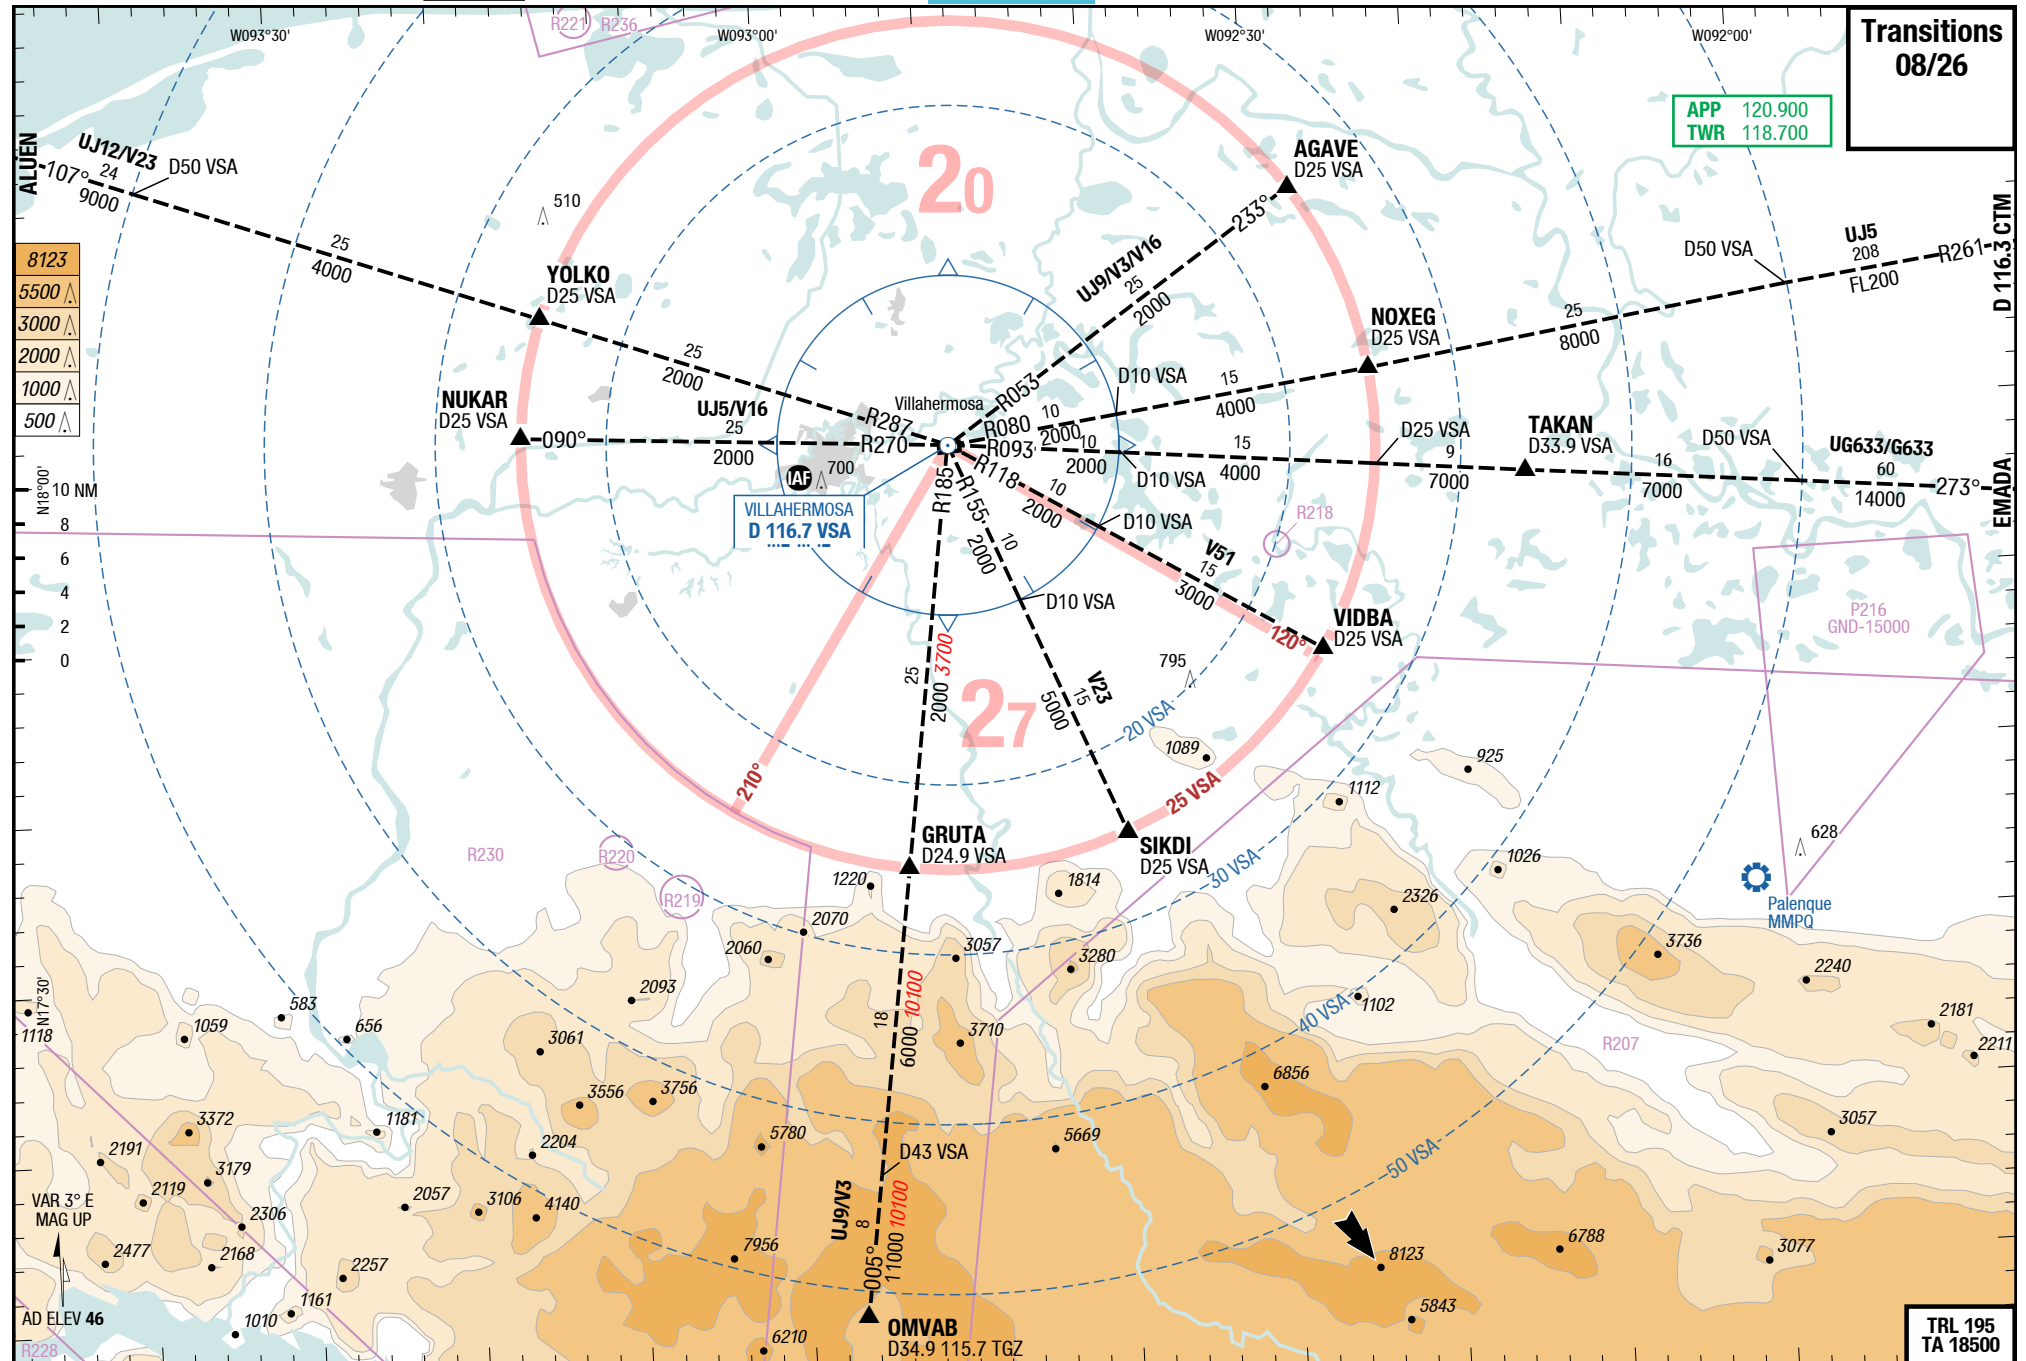 R221
R236
W093°30'
W093°00'
W092°30'
W092°00'
Transitions
08/26
APP 120.900
TWR 118.700
ALUEN
UJ12/V23
107°
24
9000
D50 VSA
25
4000
510
20
AGAVE
D25 VSA
233°
UJ9/V3/V16
25
2000
R053
D50 VSA
UJ5
208
FL200
R261
D 116.3 CTM
8123
5500
3000
2000
1000
500
YOLKO
D25 VSA
25
2000
R287
NUKAR
D25 VSA
090°
UJ5/V16
25
2000
R270
Villahermosa
NOXEG
D25 VSA
25
8000
D10 VSA
15
4000
R080
10
2000
R093
10
2000
D10 VSA
15
4000
D25 VSA
9
7000
TAKAN
D33.9 VSA
16
7000
D50 VSA
UG633/G633
60
14000
273°
EMADA
IAF
700
VILLAHERMOSA
D 116.7 VSA
R118
10
2000
D10 VSA
R218
V51
15
3000
120°
VIDBA
D25 VSA
R185
R155
10
2000
D10 VSA
N18°00'
10 NM
8
6
4
2
0
P216
GND-15000
25
2000 3700
27
V23
15
5000
795
20 VSA
1089
25 VSA
210°
925
1112
628
GRUTA
D24.9 VSA
SIKDI
D25 VSA
30 VSA
R230
R220
R219
1220
1814
1026
2326
Palenque
MMPQ
2070
2060
3057
3280
3736
2240
2093
18
6000 10100
40 VSA
1102
N17°30'
1118
583
1059
656
3061
3710
2181
2211
R207
3556
3756
6856
3372
1181
2191
2204
5780
5669
3057
3179
D43 VSA
50 VSA
VAR 3° E
MAG UP
2119
2057
3106
4140
2306
UJ9/V3
8
11000 10100
005°
2477
2168
2257
7956
8123
6788
3077
1161
AD ELEV 46
1010
5843
OMVAB
D34.9 115.7 TGZ
6210
R228
TRL 195
TA 18500